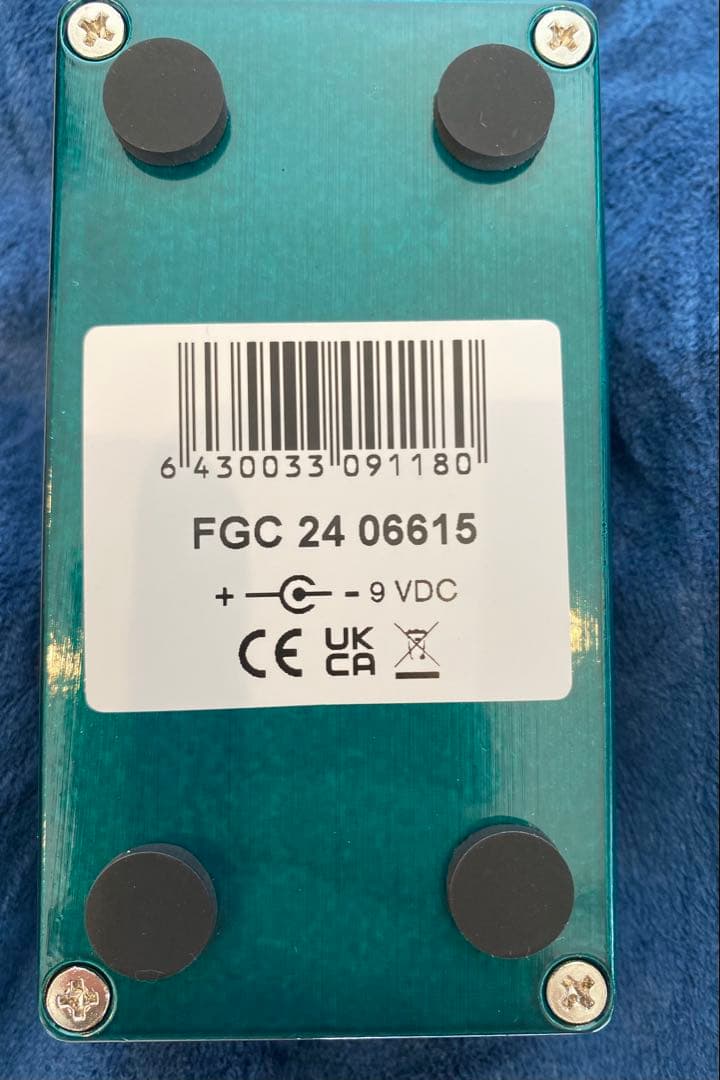 6 430033 091180
FGC 24 06615
+ - 9 VDC
CE UK CA